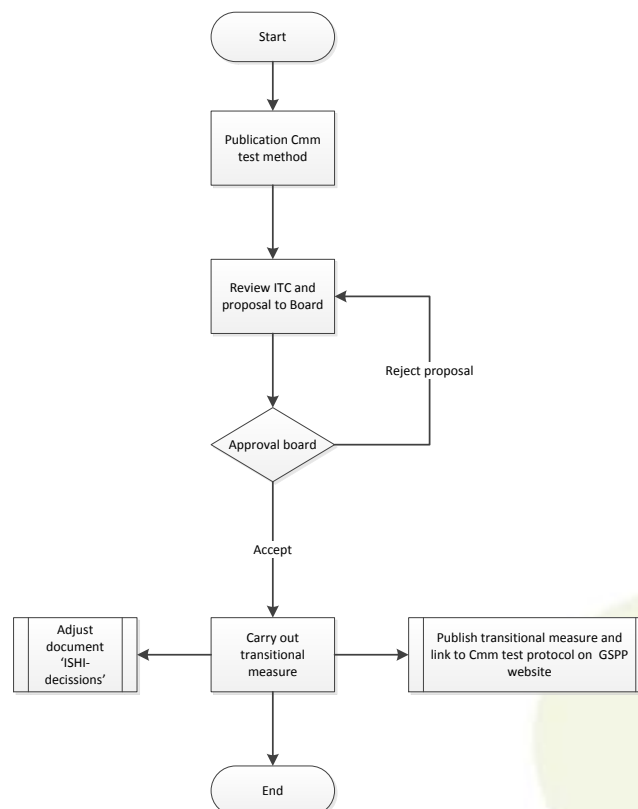 Start
Publication Cmm
test method
Review ITC and
proposal to Board
Reject proposal
Approval board
Accept
Adjust
document
‘ISHI-
decissions’
Carry out
transitional
measure
Publish transitional measure and
link to Cmm test protocol on GSPP
website
End